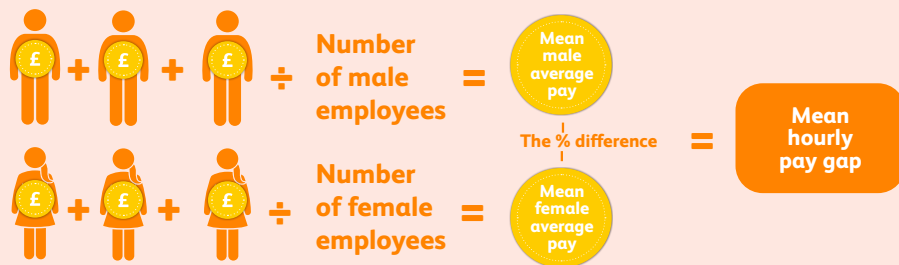 £ + £ + £ ÷
Number
of male
employees
=
Mean
male
average
pay
The % difference
=
Mean
hourly
pay gap
£ + £ + £ ÷
Number
of female
employees
=
Mean
female
average
pay